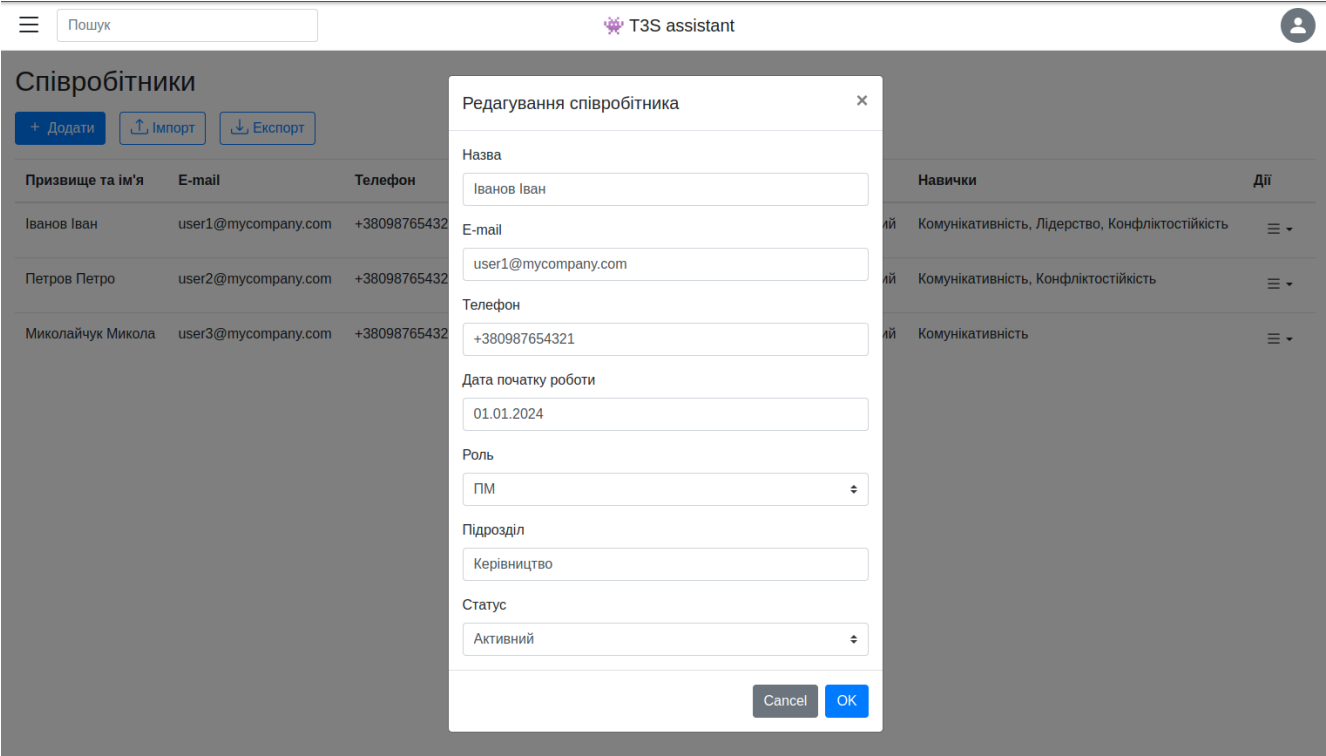 Пошук
👾 T3S assistant
Співробітники
+ Додати Імпорт Експорт
Призвище та ім'я E-mail Телефон Навички Дії
Іванов Іван user1@mycompany.com +38098765432 ий Комунікативність, Лідерство, Конфліктостійкість
Петров Петро user2@mycompany.com +38098765432 ий Комунікативність, Конфліктостійкість
Миколайчук Микола user3@mycompany.com +38098765432 ий Комунікативність
Редагування співробітника ×
Назва
Іванов Іван
E-mail
user1@mycompany.com
Телефон
+380987654321
Дата початку роботи
01.01.2024
Роль
ПМ
Підрозділ
Керівництво
Статус
Активний
Cancel OK